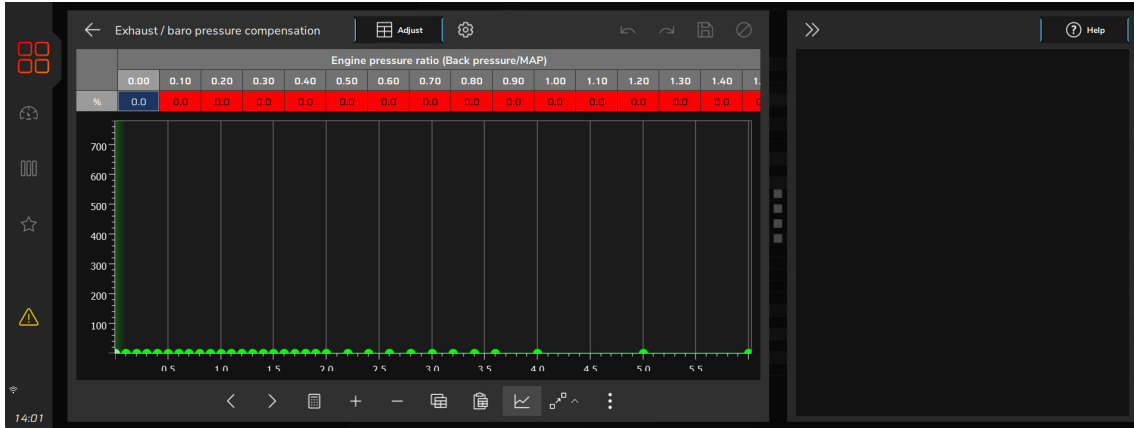 Exhaust / baro pressure compensation
Adjust
Help
Engine pressure ratio (Back pressure/MAP)
0.00 0.10 0.20 0.30 0.40 0.50 0.60 0.70 0.80 0.90 1.00 1.10 1.20 1.30 1.40 1.
% 0.0 0.0 0.0 0.0 0.0 0.0 0.0 0.0 0.0 0.0 0.0 0.0 0.0 0.0 0.0
700
600
500
400
300
200
100
0.5 1.0 1.5 2.0 2.5 3.0 3.5 4.0 4.5 5.0 5.5
14:01